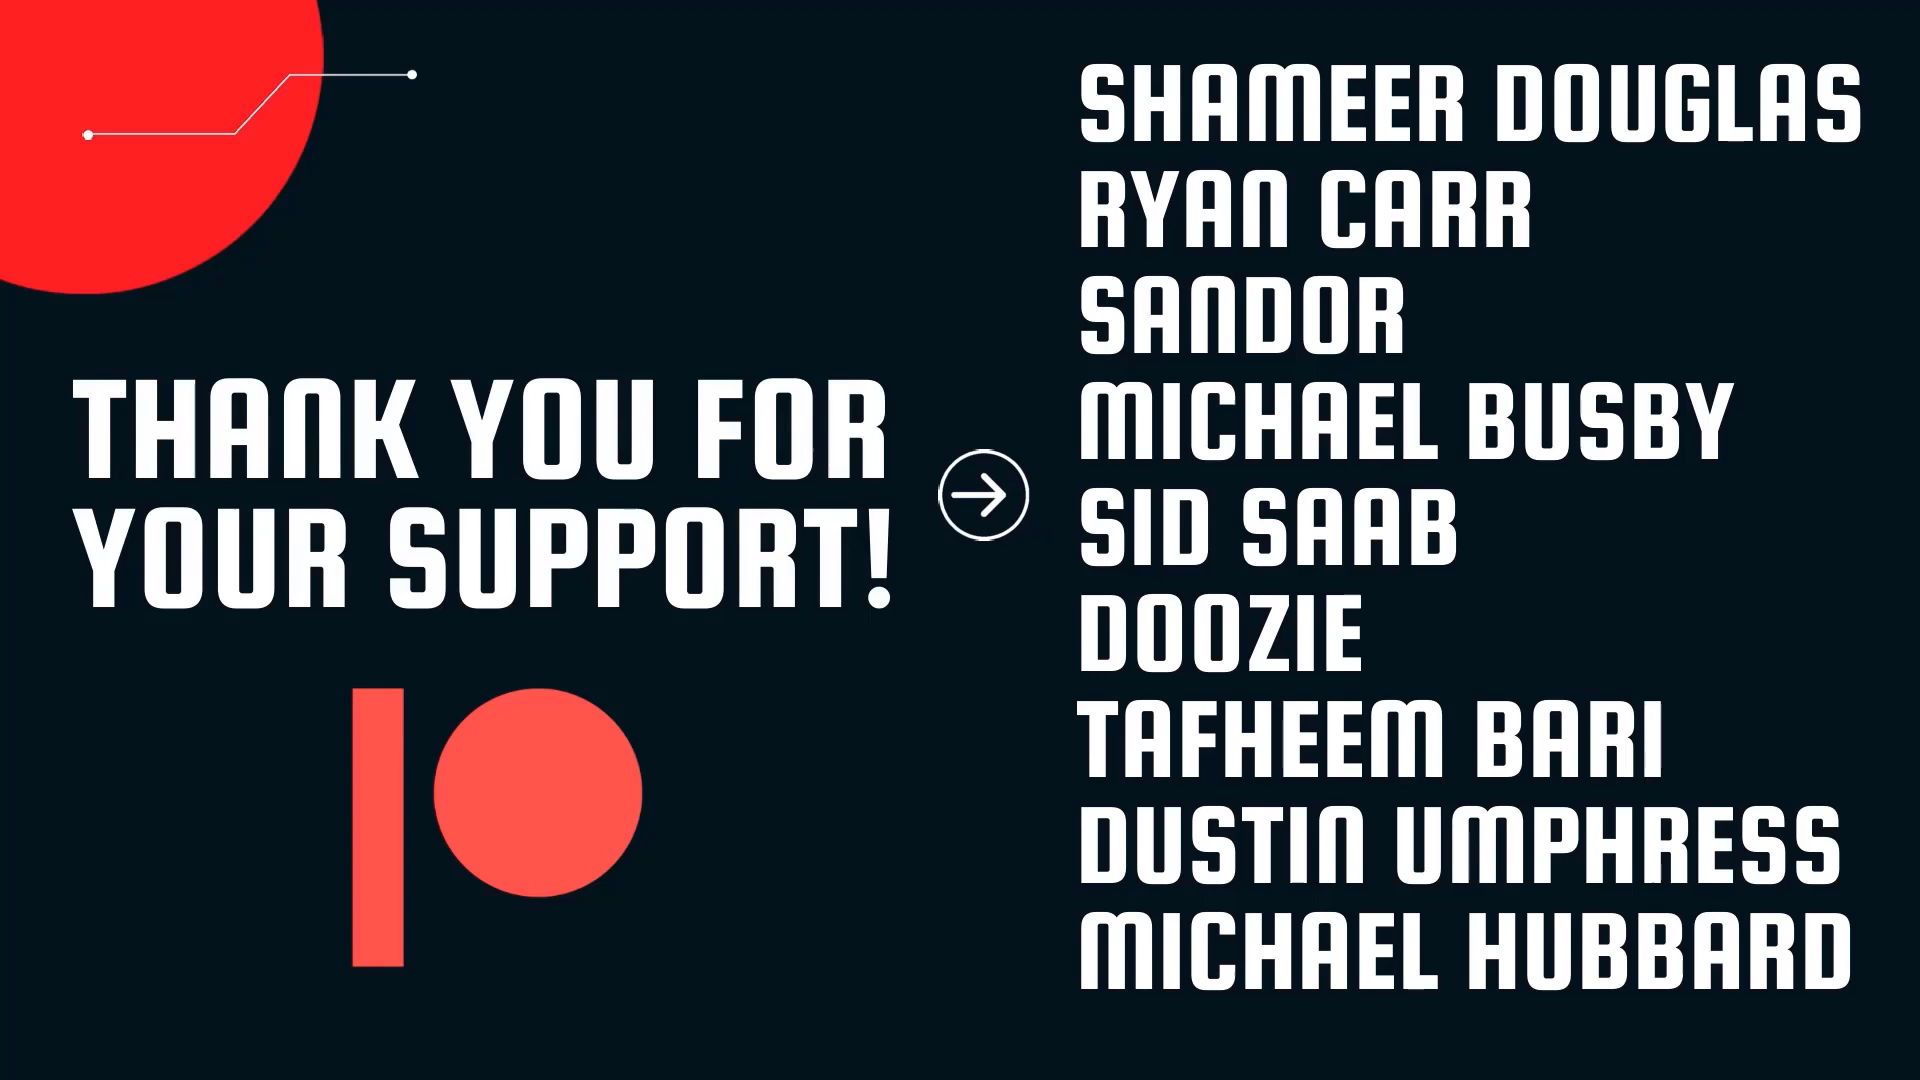 THANK YOU FOR
YOUR SUPPORT!
SHAMEER DOUGLAS
RYAN CARR
SANDOR
MICHAEL BUSBY
SID SAAB
DOOZIE
TAFHEEM BARI
DUSTIN UMPHRESS
MICHAEL HUBBARD